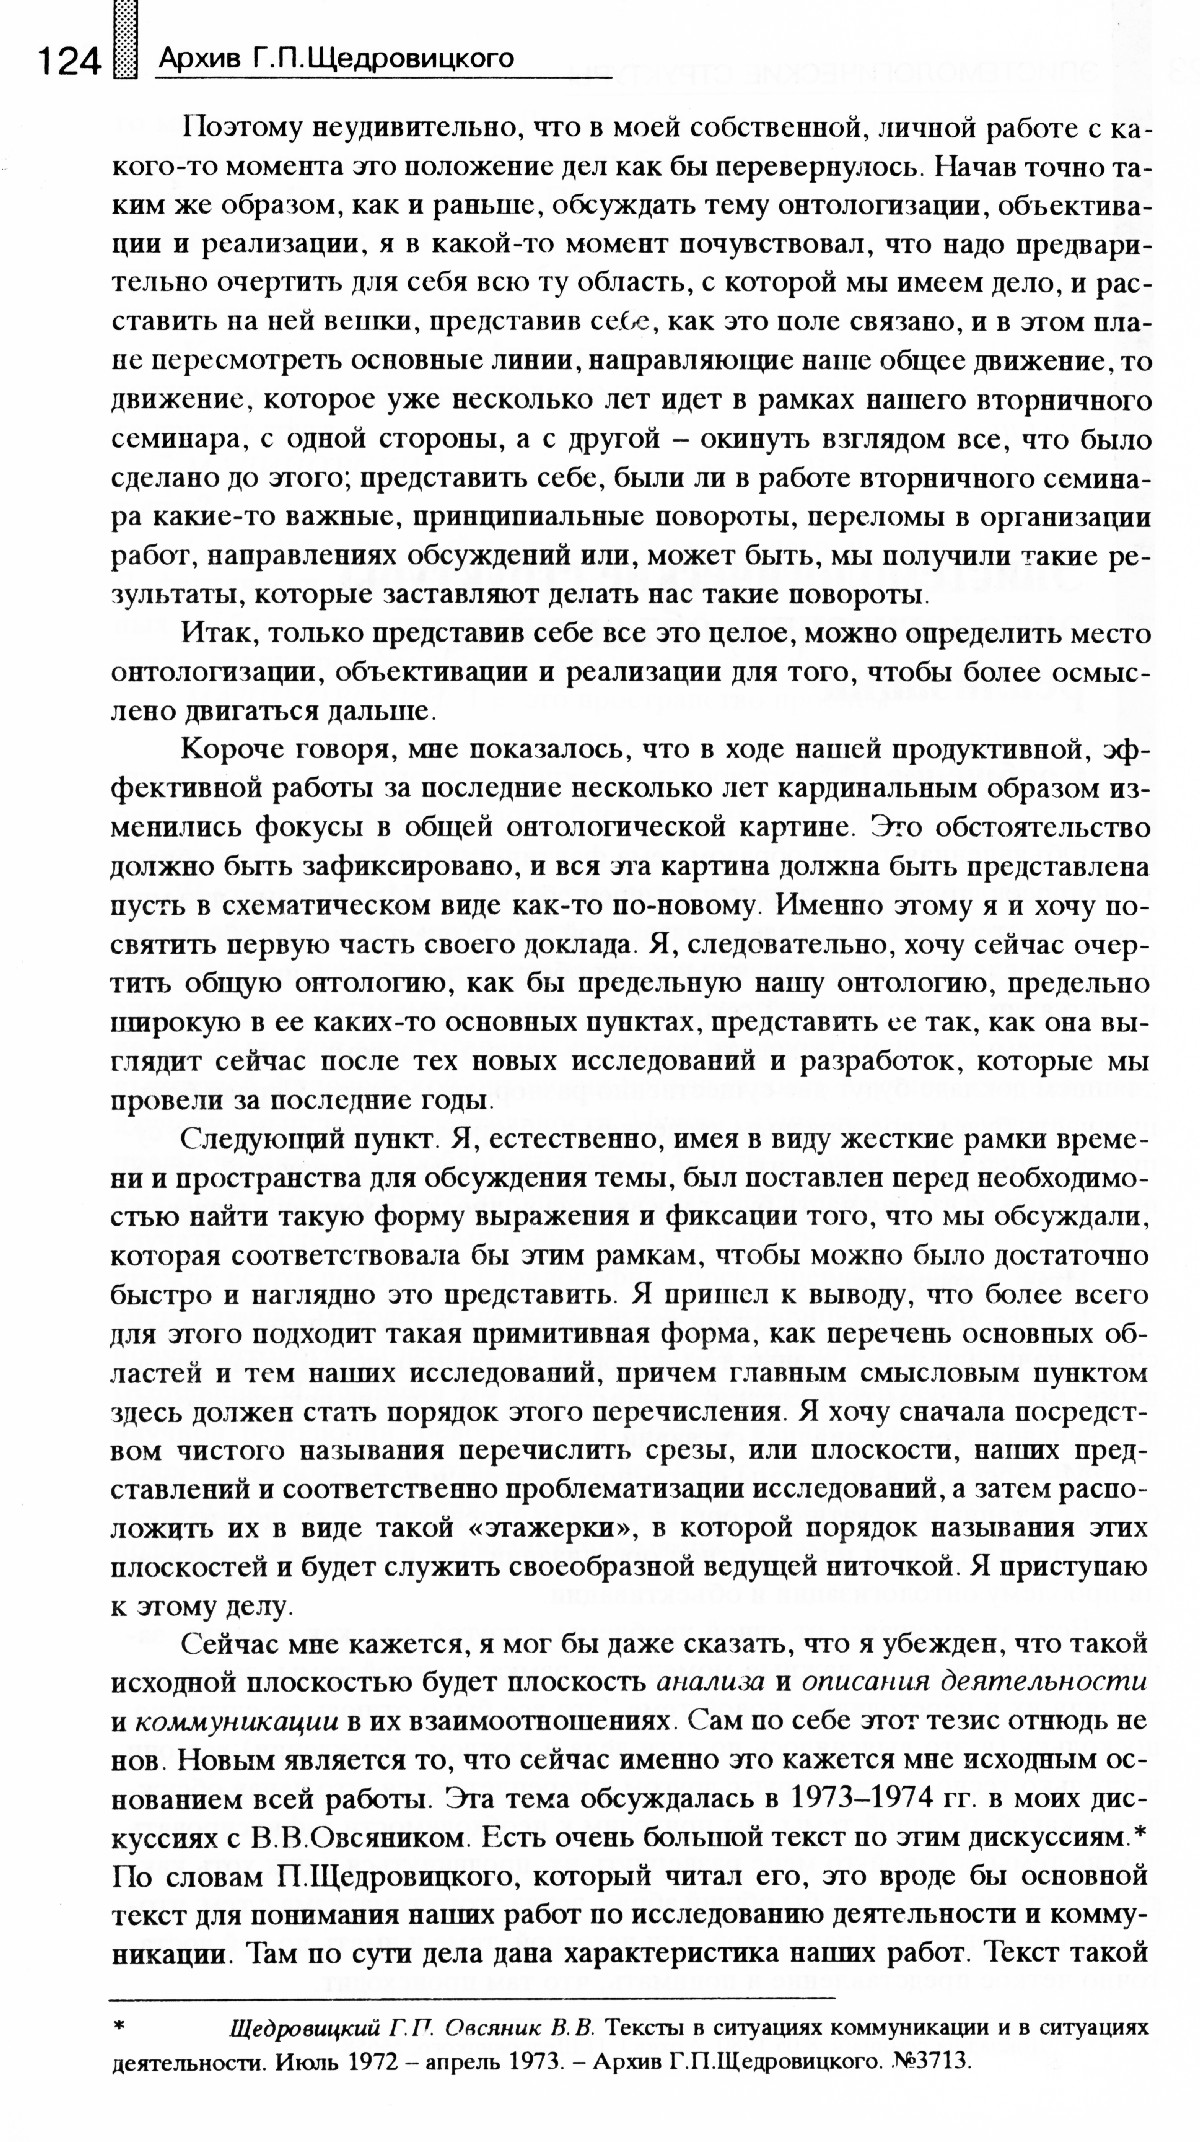 124 Архив Г.П.Щедровицкого
Поэтому неудивительно, что в моей собственной, личной работе с ка-
кого-то момента это положение дел как бы перевернулось. Начав точно та-
ким же образом, как и раньше, обсуждать тему онтологизации, объектива-
ции и реализации, я в какой-то момент почувствовал, что надо предвари-
тельно очертить для себя всю ту область, с которой мы имеем дело, и рас-
ставить на ней вешки, представив себе, как это поле связано, и в этом пла-
не пересмотреть основные линии, направляющие наше общее движение, то
движение, которое уже несколько лет идет в рамках нашего вторничного
семинара, с одной стороны, а с другой – окинуть взглядом все, что было
сделано до этого; представить себе, были ли в работе вторничного семина-
ра какие-то важные, принципиальные повороты, переломы в организации
работ, направлениях обсуждений или, может быть, мы получили такие ре-
зультаты, которые заставляют делать нас такие повороты.
Итак, только представив себе все это целое, можно определить место
онтологизации, объективации и реализации для того, чтобы более осмыс-
лено двигаться дальше.
Короче говоря, мне показалось, что в ходе нашей продуктивной, эф-
фективной работы за последние несколько лет кардинальным образом из-
менились фокусы в общей онтологической картине. Это обстоятельство
должно быть зафиксировано, и вся эта картина должна быть представлена
пусть в схематическом виде как-то по-новому. Именно этому я и хочу по-
святить первую часть своего доклада. Я, следовательно, хочу сейчас очер-
тить общую онтологию, как бы предельную нашу онтологию, предельно
широкую в ее каких-то основных пунктах, представить ее так, как она вы-
глядит сейчас после тех новых исследований и разработок, которые мы
провели за последние годы.
Следующий пункт. Я, естественно, имея в виду жесткие рамки време-
ни и пространства для обсуждения темы, был поставлен перед необходимо-
стью найти такую форму выражения и фиксации того, что мы обсуждали,
которая соответствовала бы этим рамкам, чтобы можно было достаточно
быстро и наглядно это представить. Я пришел к выводу, что более всего
для этого подходит такая примитивная форма, как перечень основных об-
ластей и тем наших исследований, причем главным смысловым пунктом
здесь должен стать порядок этого перечисления. Я хочу сначала посредст-
вом чистого называния перечислить срезы, или плоскости, наших пред-
ставлений и соответственно проблематизации исследований, а затем распо-
ложить их в виде такой «этажерки», в которой порядок называния этих
плоскостей и будет служить своеобразной ведущей ниточкой. Я приступаю
к этому делу.
Сейчас мне кажется, я мог бы даже сказать, что я убежден, что такой
исходной плоскостью будет плоскость анализа и описания деятельности
и коммуникации в их взаимоотношениях. Сам по себе этот тезис отнюдь не
нов. Новым является то, что сейчас именно это кажется мне исходным ос-
нованием всей работы. Эта тема обсуждалась в 1973–1974 гг. в моих дис-
куссиях с В.В.Овсяником. Есть очень большой текст по этим дискуссиям.*
По словам П.Щедровицкого, который читал его, это вроде бы основной
текст для понимания наших работ по исследованию деятельности и комму-
никации. Там по сути дела дана характеристика наших работ. Текст такой
* Щедровицкий Г.П. Овсяник В.В. Тексты в ситуациях коммуникации и в ситуациях
деятельности. Июль 1972 – апрель 1973. – Архив Г.П.Щедровицкого. №3713.